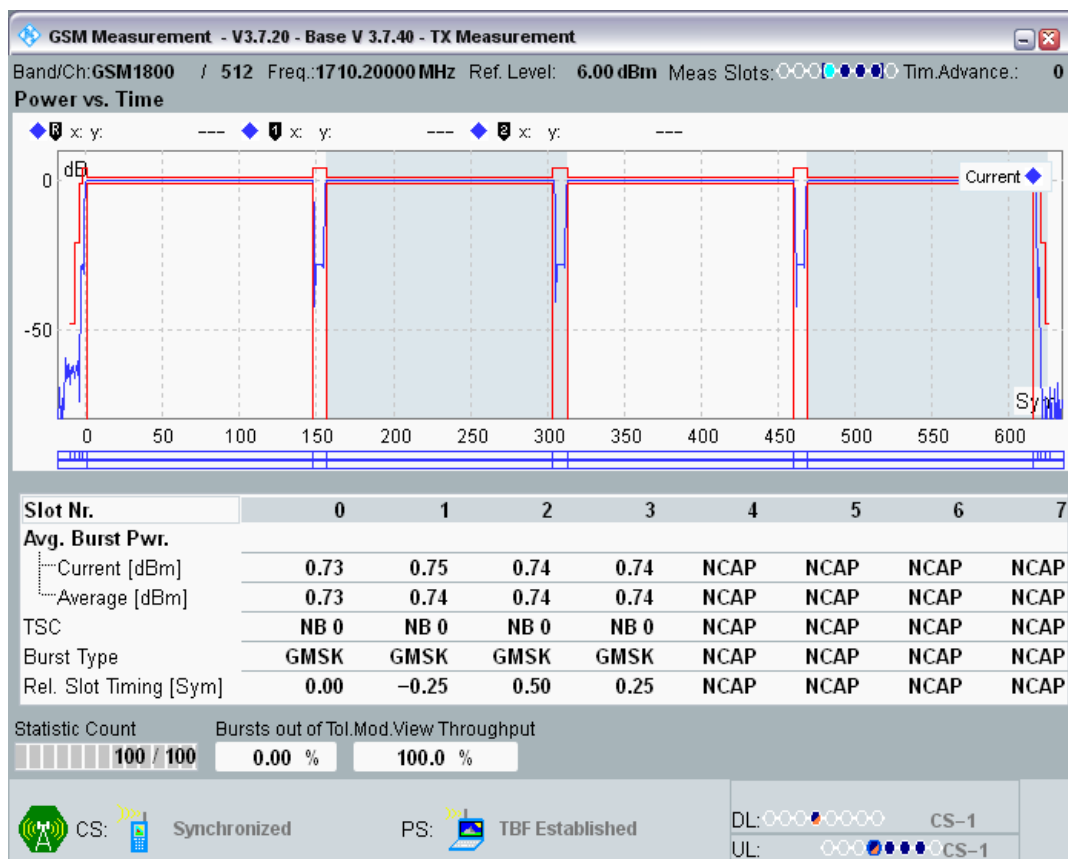 GSM Measurement - V3.7.20 - Base V 3.7.40 - TX Measurement
Band/Ch:GSM1800 / 512 Freq.:1710.20000 MHz Ref. Level: 6.00 dBm Meas Slots: Tim.Advance.: 0
Power vs. Time
R x: y: --- 1 x: y: --- 2 x: y: ---
dB
Current
0
-50
Sym
0 50 100 150 200 250 300 350 400 450 500 550 600
Slot Nr. 0 1 2 3 4 5 6 7
Avg. Burst Pwr.
Current [dBm] 0.73 0.75 0.74 0.74 NCAP NCAP NCAP NCAP
Average [dBm] 0.73 0.74 0.74 0.74 NCAP NCAP NCAP NCAP
TSC NB 0 NB 0 NB 0 NB 0 NCAP NCAP NCAP NCAP
Burst Type GMSK GMSK GMSK GMSK NCAP NCAP NCAP NCAP
Rel. Slot Timing [Sym] 0.00 −0.25 0.50 0.25 NCAP NCAP NCAP NCAP
Statistic Count Bursts out of Tol.Mod.View Throughput
100 / 100 0.00 % 100.0 %
CS: Synchronized PS: TBF Established DL: CS−1
UL: CS−1